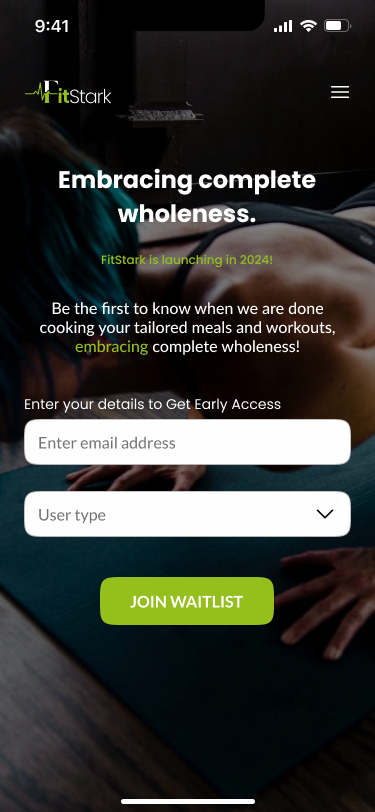 9:41
FitStark
Embracing complete
wholeness.
FitStark is launching in 2024!
Be the first to know when we are done
cooking your tailored meals and workouts,
embracing complete wholeness!
Enter your details to Get Early Access
Enter email address
User type
JOIN WAITLIST